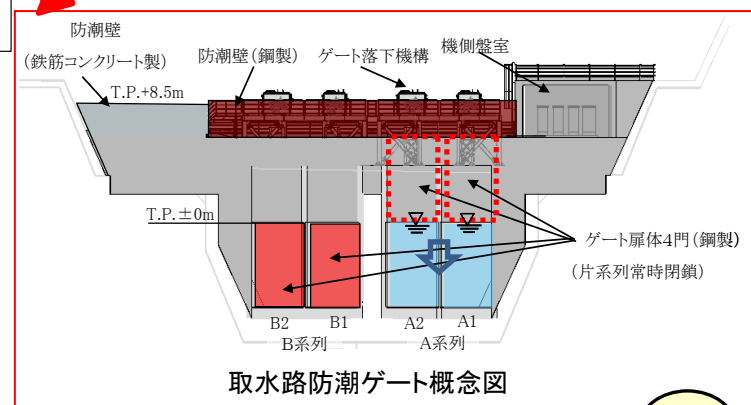 防潮壁
(鉄筋コンクリート製)
防潮壁(鋼製)
ゲート落下機構
機側盤室
T.P.+8.5m
T.P.±0m
ゲート扉体4門(鋼製)
(片系列常時閉鎖)
B2
B1
A2
A1
B系列
A系列
取水路防潮ゲート概念図